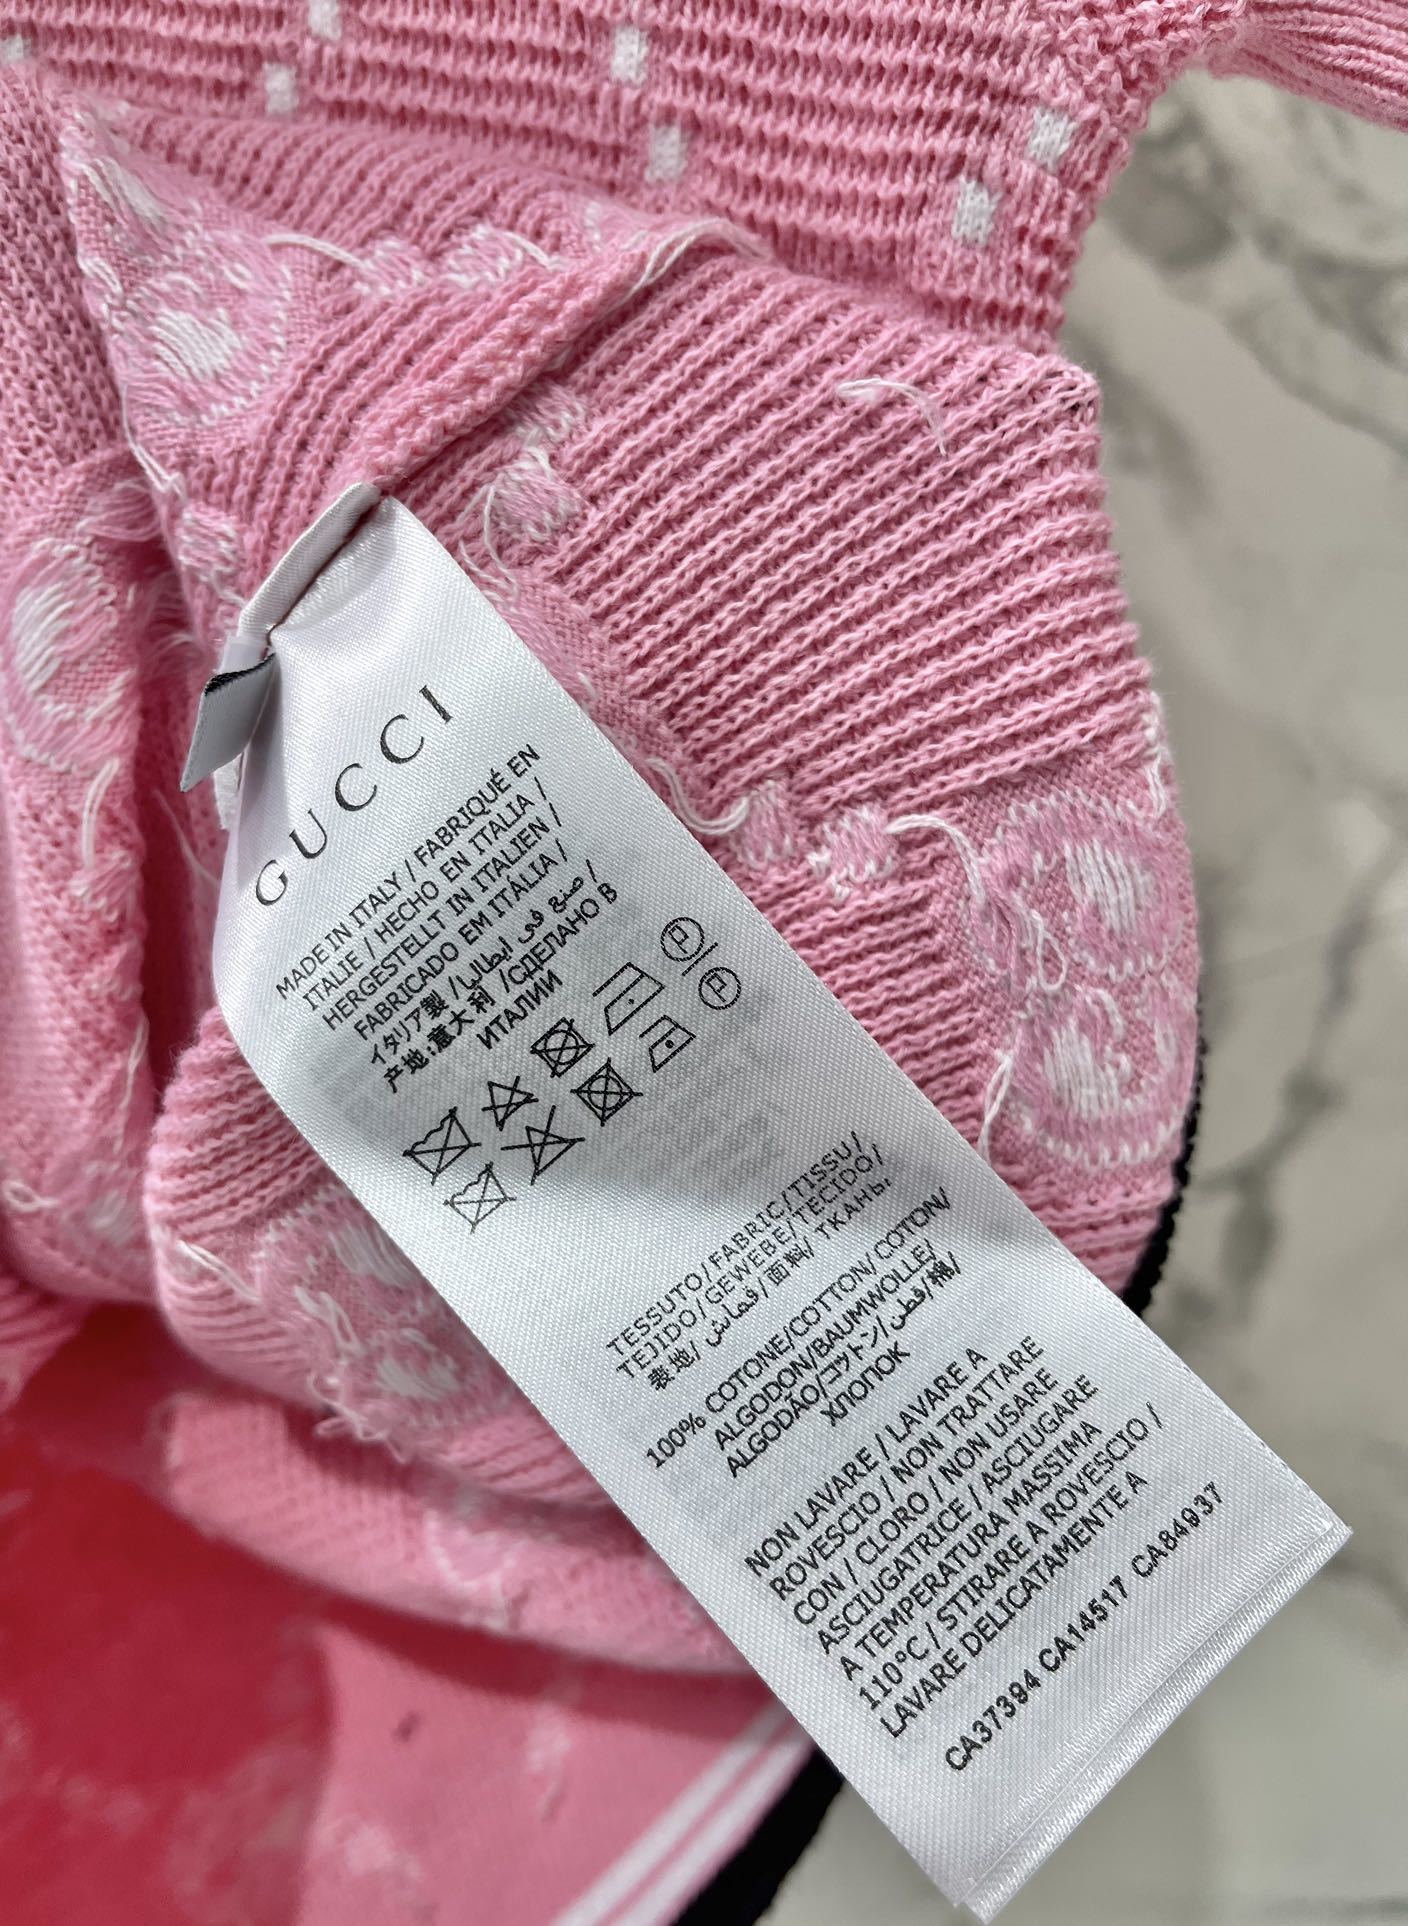 GUCCI
MADE IN ITALY / FABRIQUÉ EN
ITALIE / HECHO EN ITALIA /
HERGESTELLT IN ITALIEN /
FABRICADO EM ITÁLIA /
イタリア製 / صنع في ايطاليا /
产地:意大利 /СДЕЛАНО В
ИТАЛИИ
P
P
TESSUTO/FABRIC/TISSU/
TEJIDO/GEWEBE/TECIDO/
表地/ قماش /面料/ ТКАНЬ:
100% COTONE/COTTON/COTON/
ALGODON/BAUMWOLLE/
ALGODÃO/コットン/قطن/棉/
ХЛОПОК
NON LAVARE / LAVARE A
ROVESCIO / NON TRATTARE
CON / CLORO / NON USARE
ASCIUGATRICE / ASCIUGARE
A TEMPERATURA MASSIMA
110°C / STIRARE A ROVESCIO /
LAVARE DELICATAMENTE A
CA37394 CA14517 CA84937